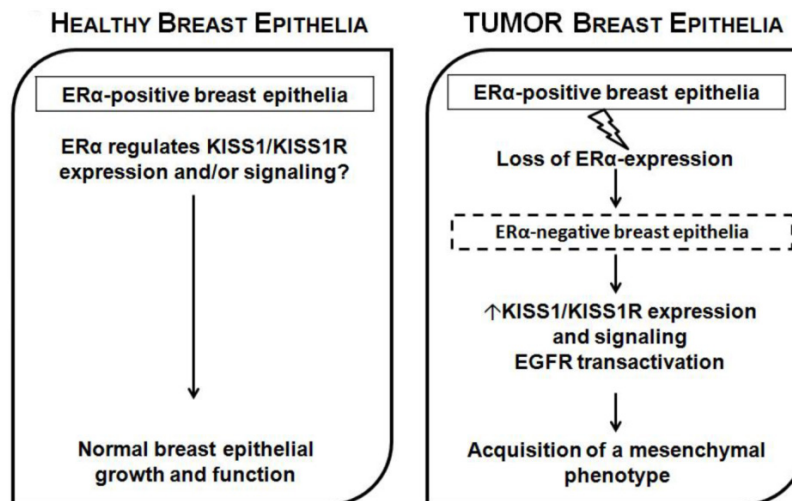 HEALTHY BREAST EPITHELIA
ERα-positive breast epithelia
ERα regulates KISS1/KISS1R
expression and/or signaling?
Normal breast epithelial
growth and function
TUMOR BREAST EPITHELIA
ERα-positive breast epithelia
Loss of ERα-expression
ERα-negative breast epithelia
↑KISS1/KISS1R expression
and signaling
EGFR transactivation
Acquisition of a mesenchymal
phenotype